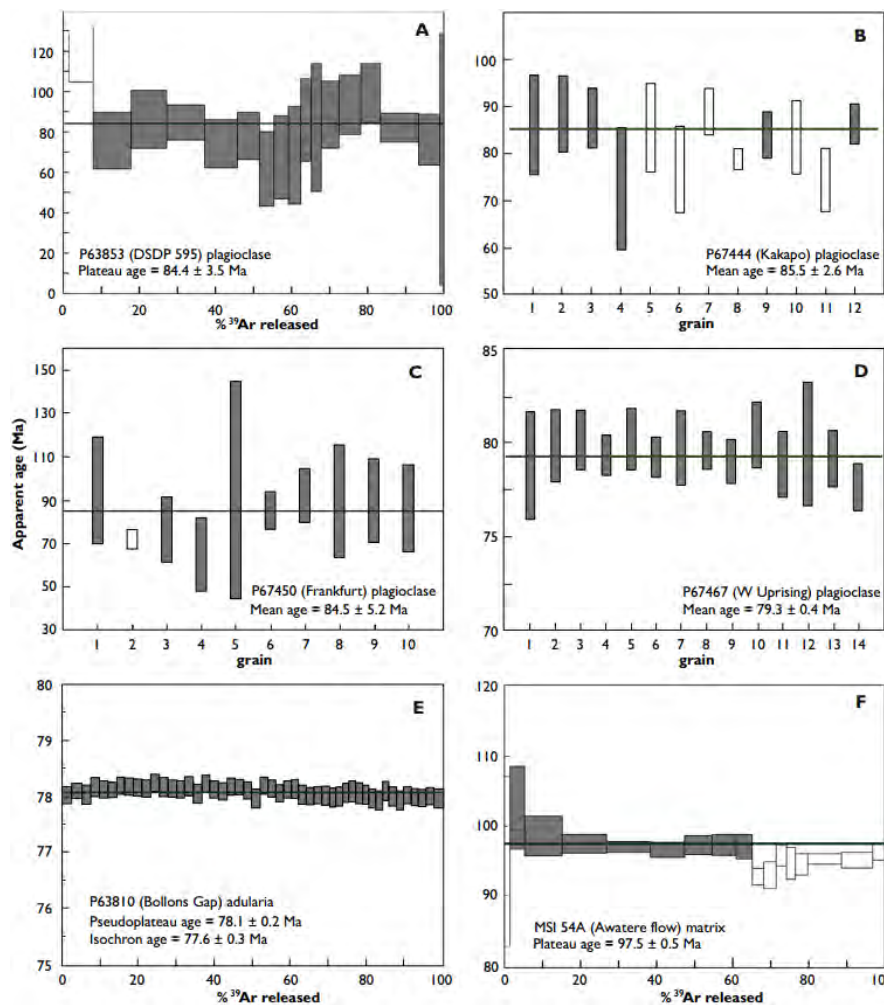 A
120
100
80
60
40
20
0
P63853 (DSDP 595) plagioclase
Plateau age = 84.4 ± 3.5 Ma
0 20 40 60 80 100
% ³⁹Ar released
B
100
90
80
70
60
50
P67444 (Kakapo) plagioclase
Mean age = 85.5 ± 2.6 Ma
1 2 3 4 5 6 7 8 9 10 11 12
grain
Apparent age (Ma)
C
150
130
110
90
70
50
30
P67450 (Frankfurt) plagioclase
Mean age = 84.5 ± 5.2 Ma
1 2 3 4 5 6 7 8 9 10
grain
D
85
80
75
70
P67467 (W Uprising) plagioclase
Mean age = 79.3 ± 0.4 Ma
1 2 3 4 5 6 7 8 9 10 11 12 13 14
grain
E
80
79
78
77
76
75
P63810 (Bollons Gap) adularia
Pseudoplateau age = 78.1 ± 0.2 Ma
Isochron age = 77.6 ± 0.3 Ma
0 20 40 60 80 100
% ³⁹Ar released
F
120
110
100
90
80
MSI 54A (Awatere flow) matrix
Plateau age = 97.5 ± 0.5 Ma
0 20 40 60 80 100
% ³⁹Ar released